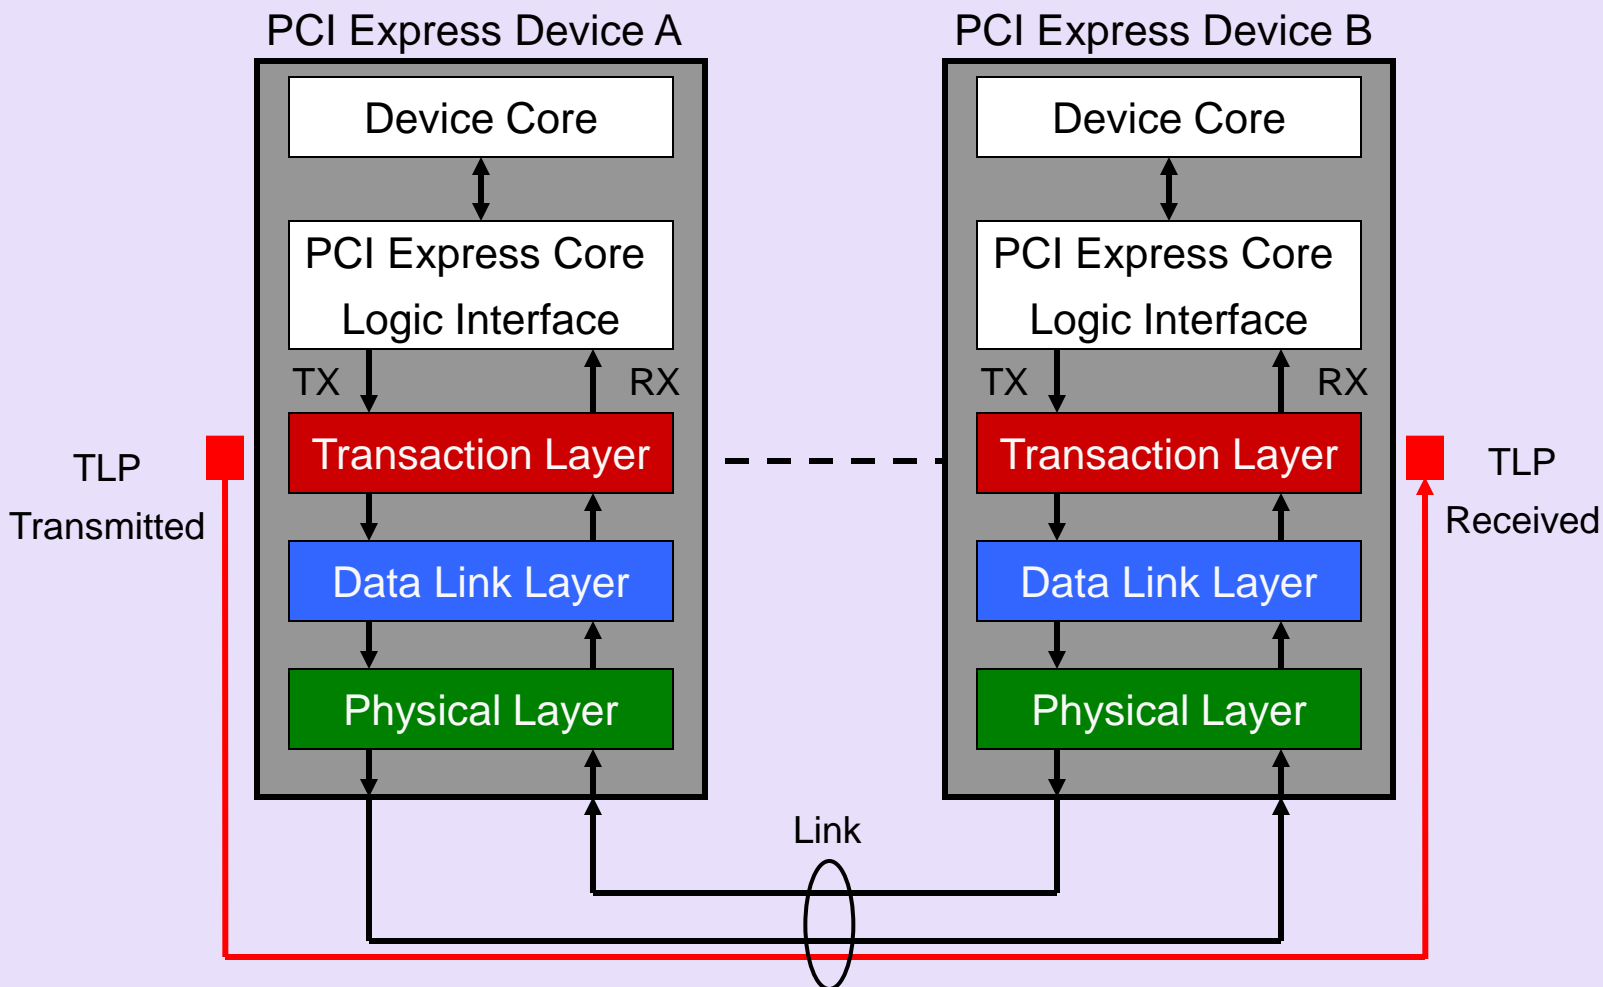 PCI Express Device A
PCI Express Device B
Device Core
Device Core
PCI Express Core
Logic Interface
PCI Express Core
Logic Interface
TX
RX
TX
RX
TLP
Transmitted
Transaction Layer
Transaction Layer
TLP
Received
Data Link Layer
Data Link Layer
Physical Layer
Physical Layer
Link